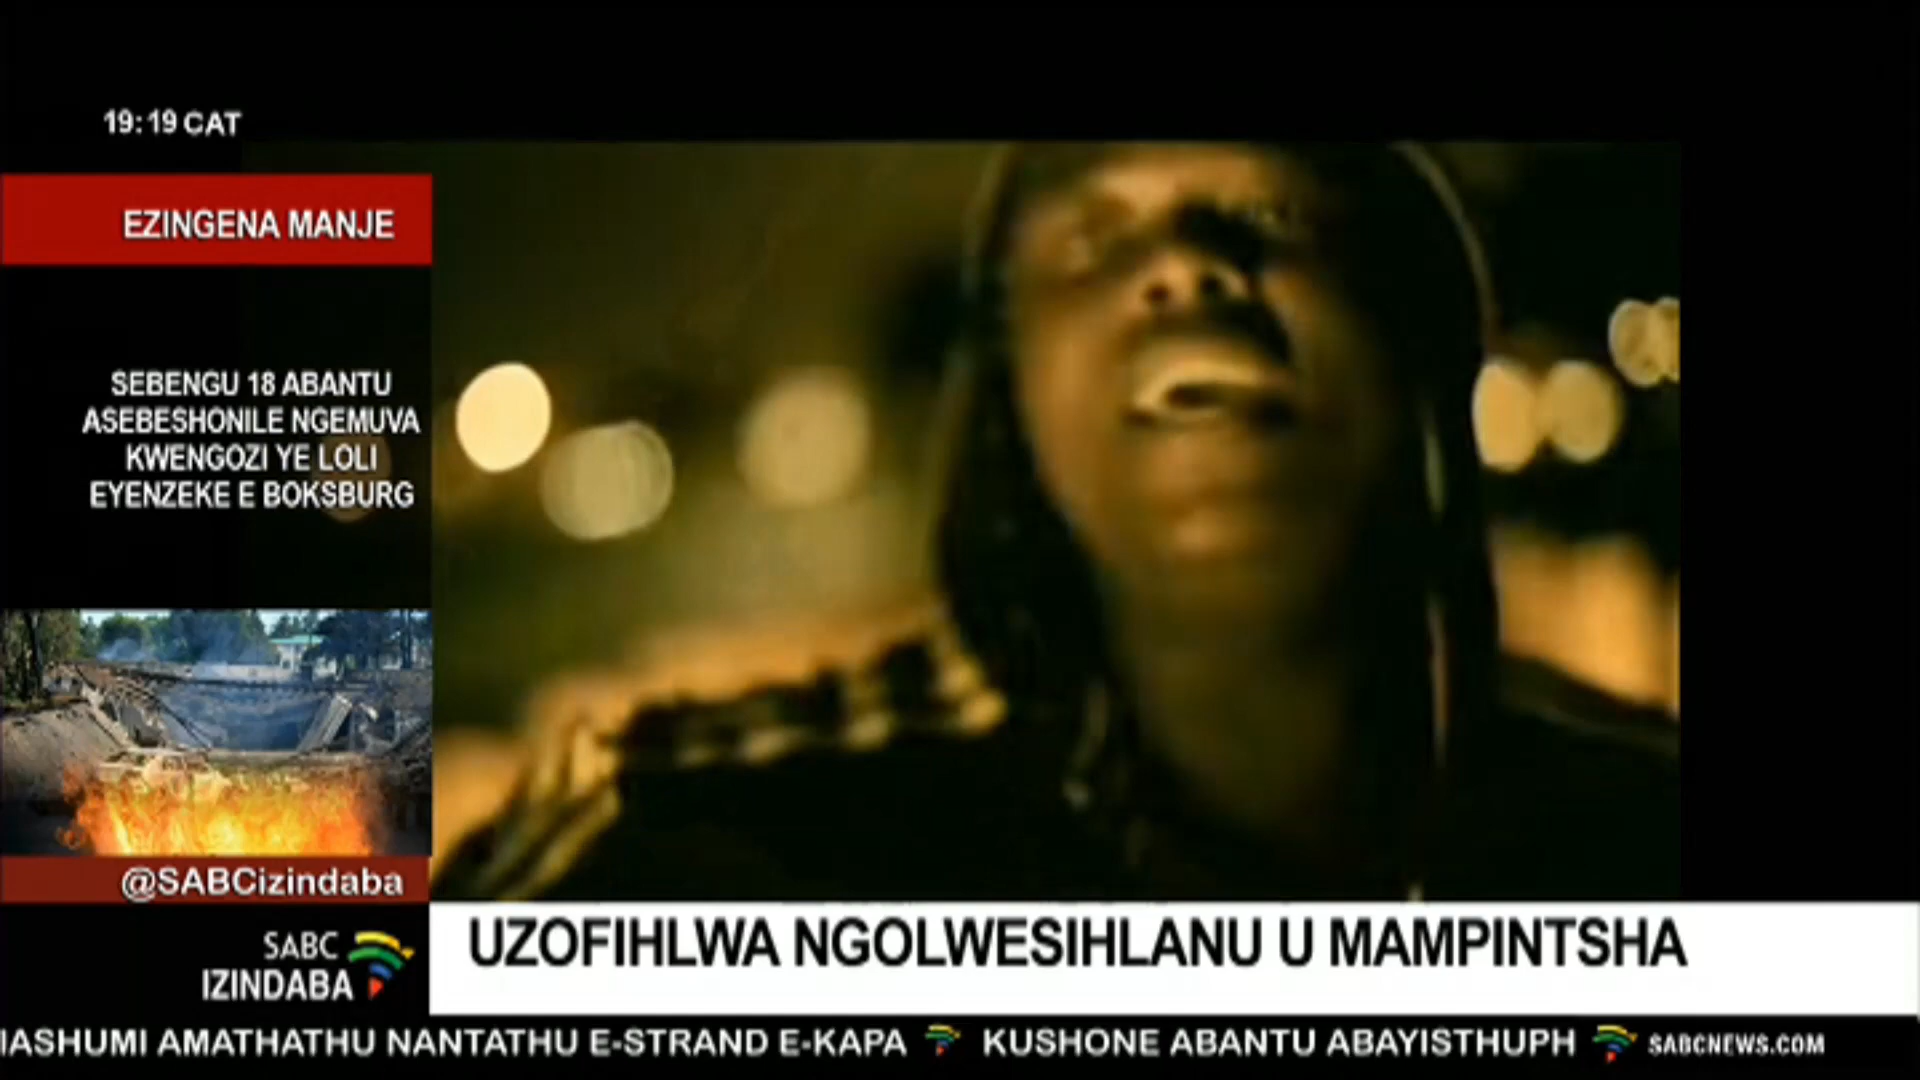 19:19 CAT
EZINGENA MANJE
SEBENGU 18 ABANTU
ASEBESHONILE NGEMUVA
KWENGOZI YE LOLI
EYENZEKE E BOKSBURG
@SABCizindaba
SABC
IZINDABA
UZOFIHLWA NGOLWESIHLANU U MAMPINTSHA
MASHUMI AMATHATHU NANTATHU E-STRAND E-KAPA KUSHONE ABANTU ABAYISTHUPH SABCNEWS.COM